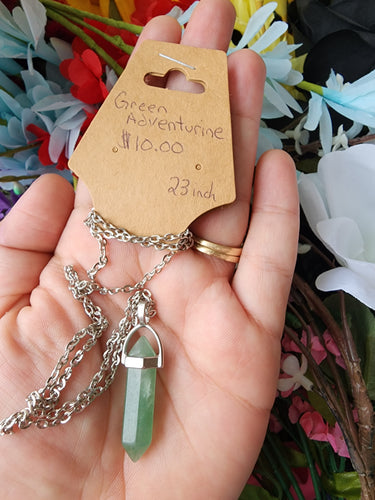 Green
Adventurine
$10.00
23 inch